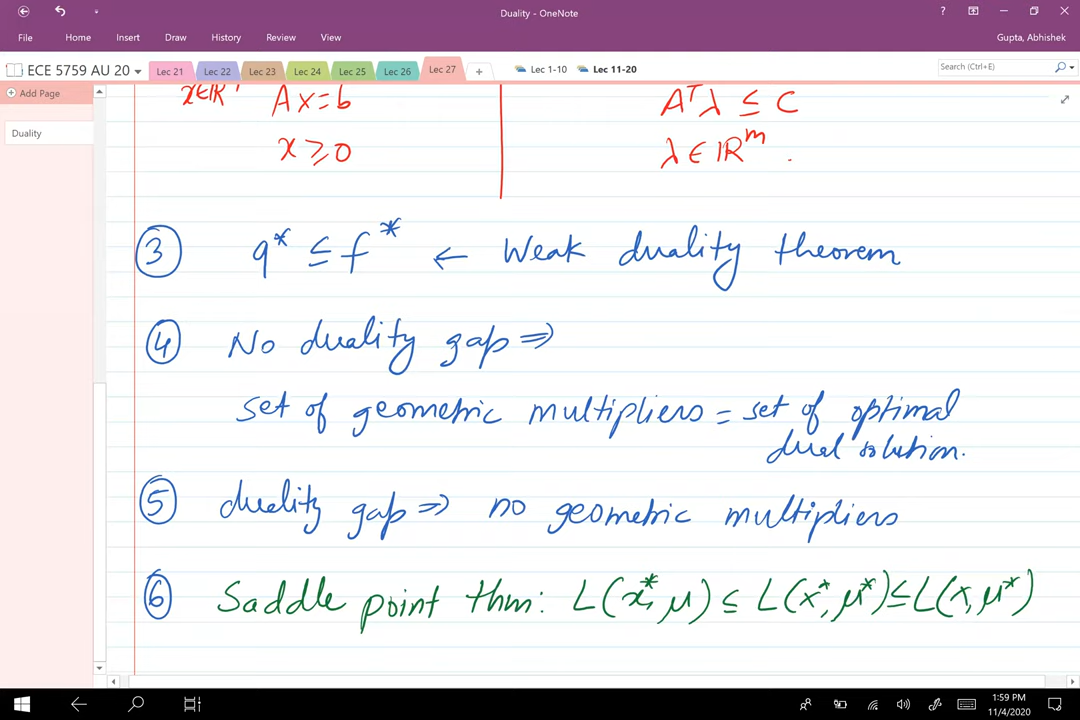 Duality - OneNote
?
File Home Insert Draw History Review View
Gupta, Abhishek
ECE 5759 AU 20
Lec 21 Lec 22 Lec 23 Lec 24 Lec 25 Lec 26 Lec 27 + Lec 1-10 Lec 11-20
Search (Ctrl+E)
Add Page
Duality
Ax = b
AᵀΛ ≤ C
x ≥ 0
λ ∈ ℝᵐ .
③ q* ≤ f* ← Weak duality theorem
④ No duality gap ⇒
set of geometric multipliers = set of optimal
dual solution.
⑤ duality gap ⇒ no geometric multipliers
⑥ Saddle point thm: L(x*, μ) ≤ L(x*, μ*) ≤ L(x, μ*)
1:59 PM
11/4/2020